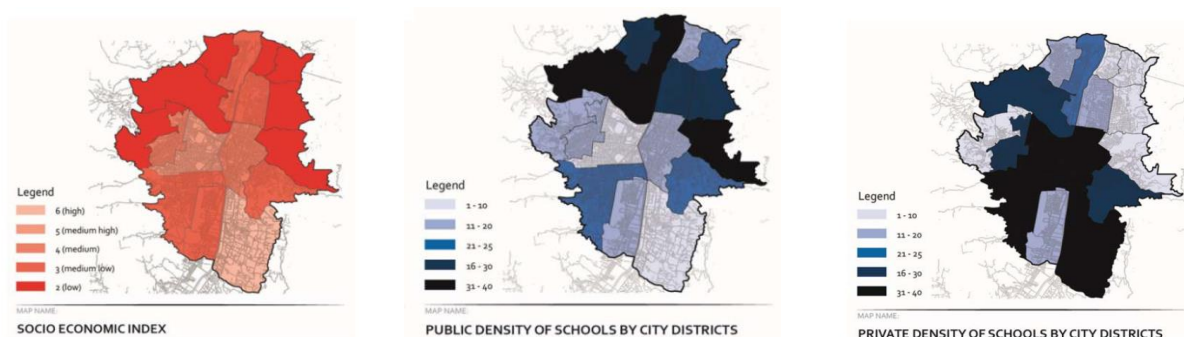 Legend
6 (high)
5 (medium high)
4 (medium)
3 (medium low)
2 (low)
MAP NAME:
SOCIO ECONOMIC INDEX
Legend
1 - 10
11 - 20
21 - 25
16 - 30
31 - 40
MAP NAME:
PUBLIC DENSITY OF SCHOOLS BY CITY DISTRICTS
Legend
1 - 10
11 - 20
21 - 25
16 - 30
31 - 40
MAP NAME:
PRIVATE DENSITY OF SCHOOLS BY CITY DISTRICTS